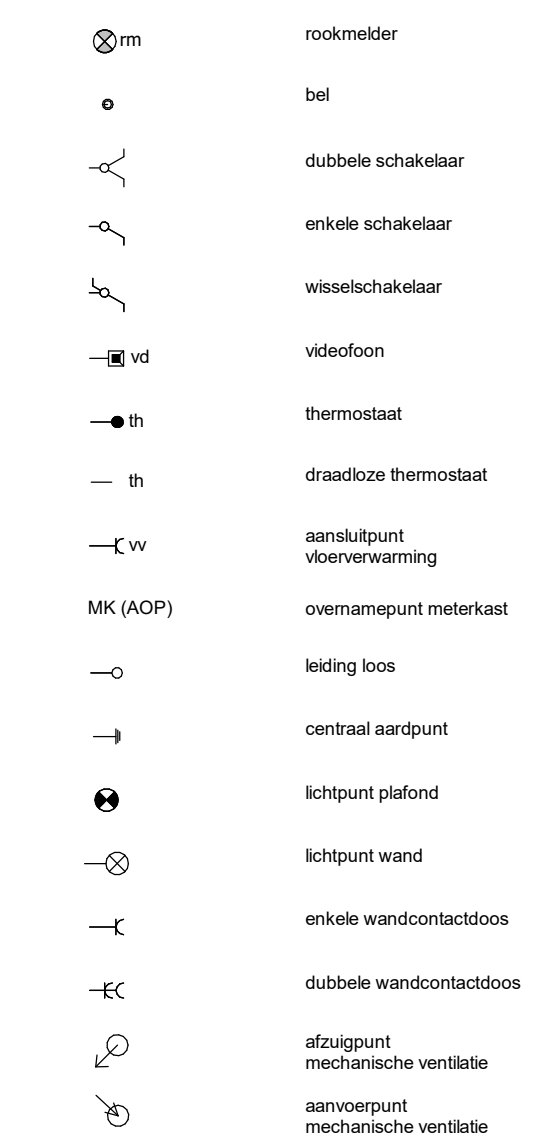 rm rookmelder
bel
dubbele schakelaar
enkele schakelaar
wisselschakelaar
vd videofoon
th thermostaat
th draadloze thermostaat
aansluitpunt
vv vloerverwarming
MK (AOP) overnamepunt meterkast
leiding loos
centraal aardpunt
lichtpunt plafond
lichtpunt wand
enkele wandcontactdoos
dubbele wandcontactdoos
afzuigpunt
mechanische ventilatie
aanvoerpunt
mechanische ventilatie